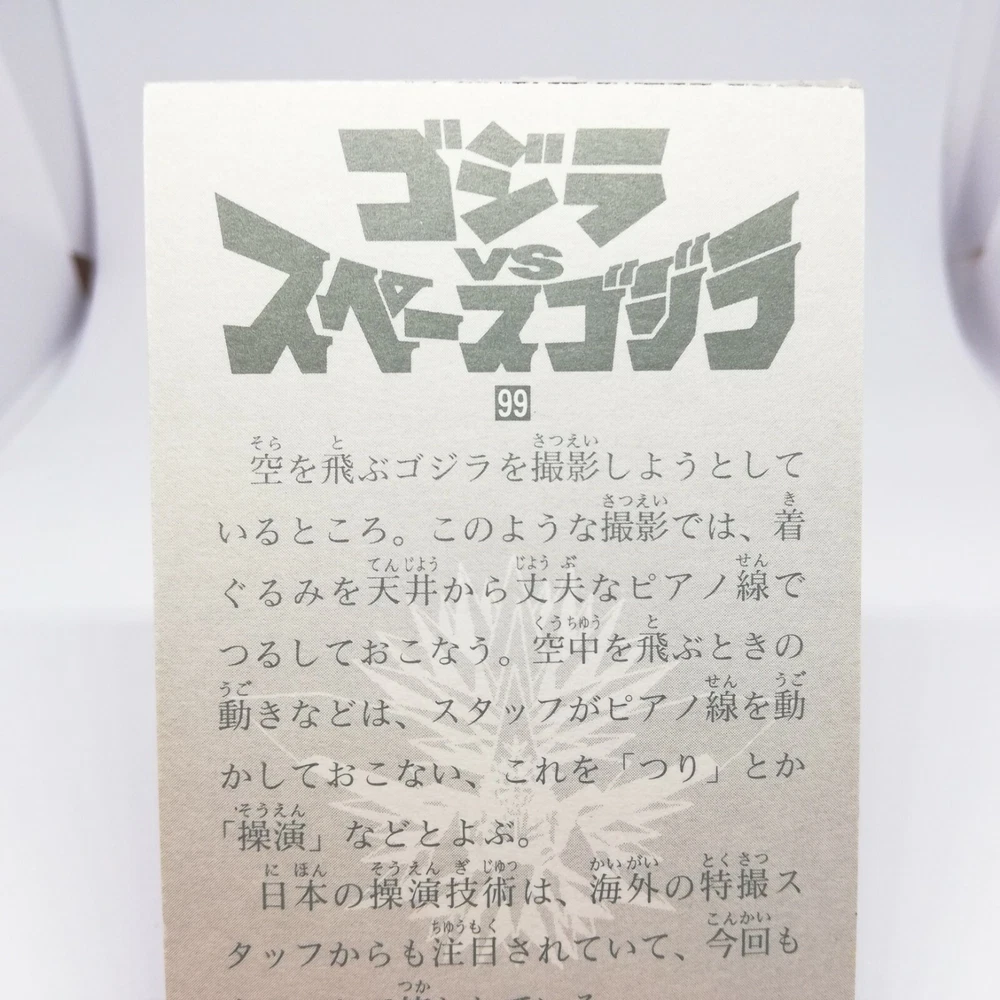 ゴジラ
VS
スペースゴジラ
99
空を飛ぶゴジラを撮影しようとして
いるところ。このような撮影では、着
ぐるみを天井から丈夫なピアノ線で
つるしておこなう。空中を飛ぶときの
動きなどは、スタッフがピアノ線を動
かしておこない、これを「つり」とか
「操演」などとよぶ。
日本の操演技術は、海外の特撮ス
タッフからも注目されていて、今回も